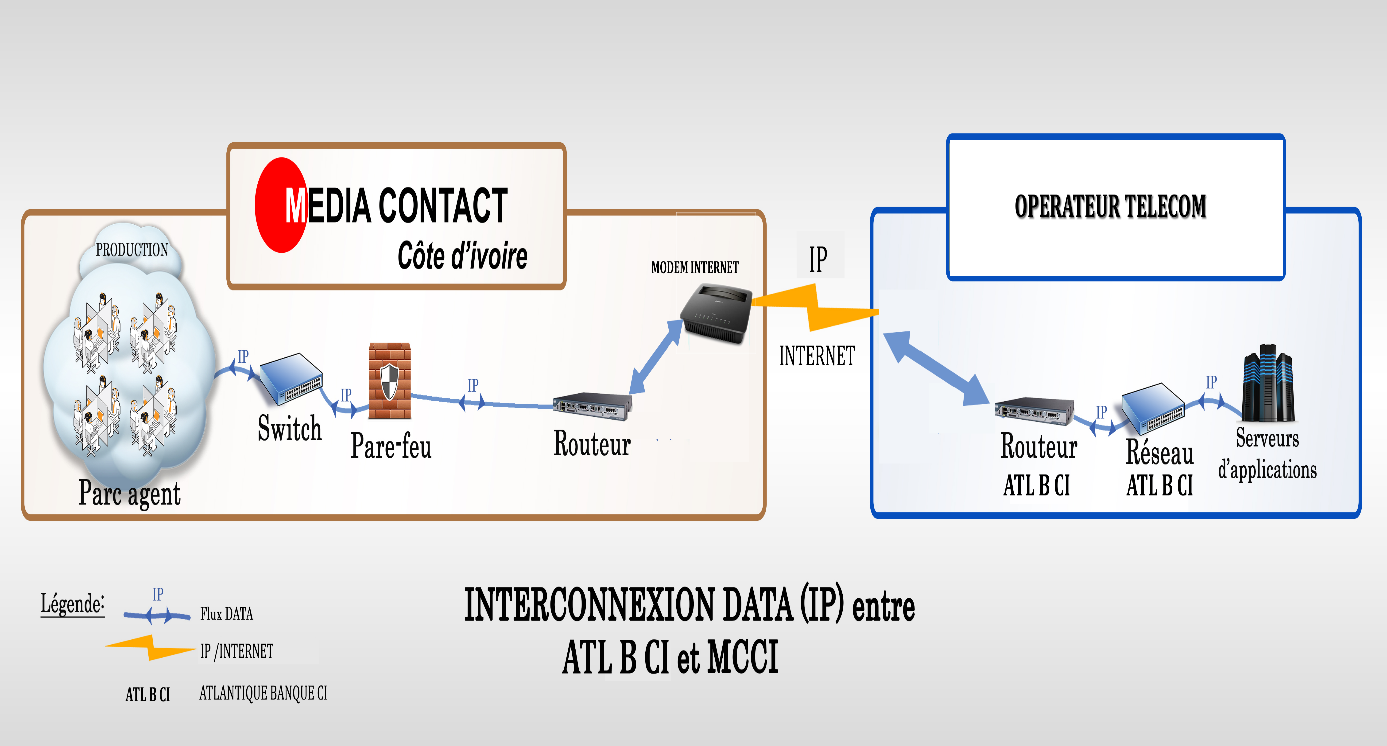 MEDIA CONTACT
Côte d'ivoire
OPERATEUR TELECOM
PRODUCTION
MODEM INTERNET
IP
INTERNET
IP
IP
IP
IP
IP
Switch
Pare-feu
Routeur
Parc agent
Routeur
ATL B CI
Réseau
ATL B CI
Serveurs
d'applications
Légende:
IP
Flux DATA
IP /INTERNET
ATL B CI ATLANTIQUE BANQUE CI
INTERCONNEXION DATA (IP) entre
ATL B CI et MCCI